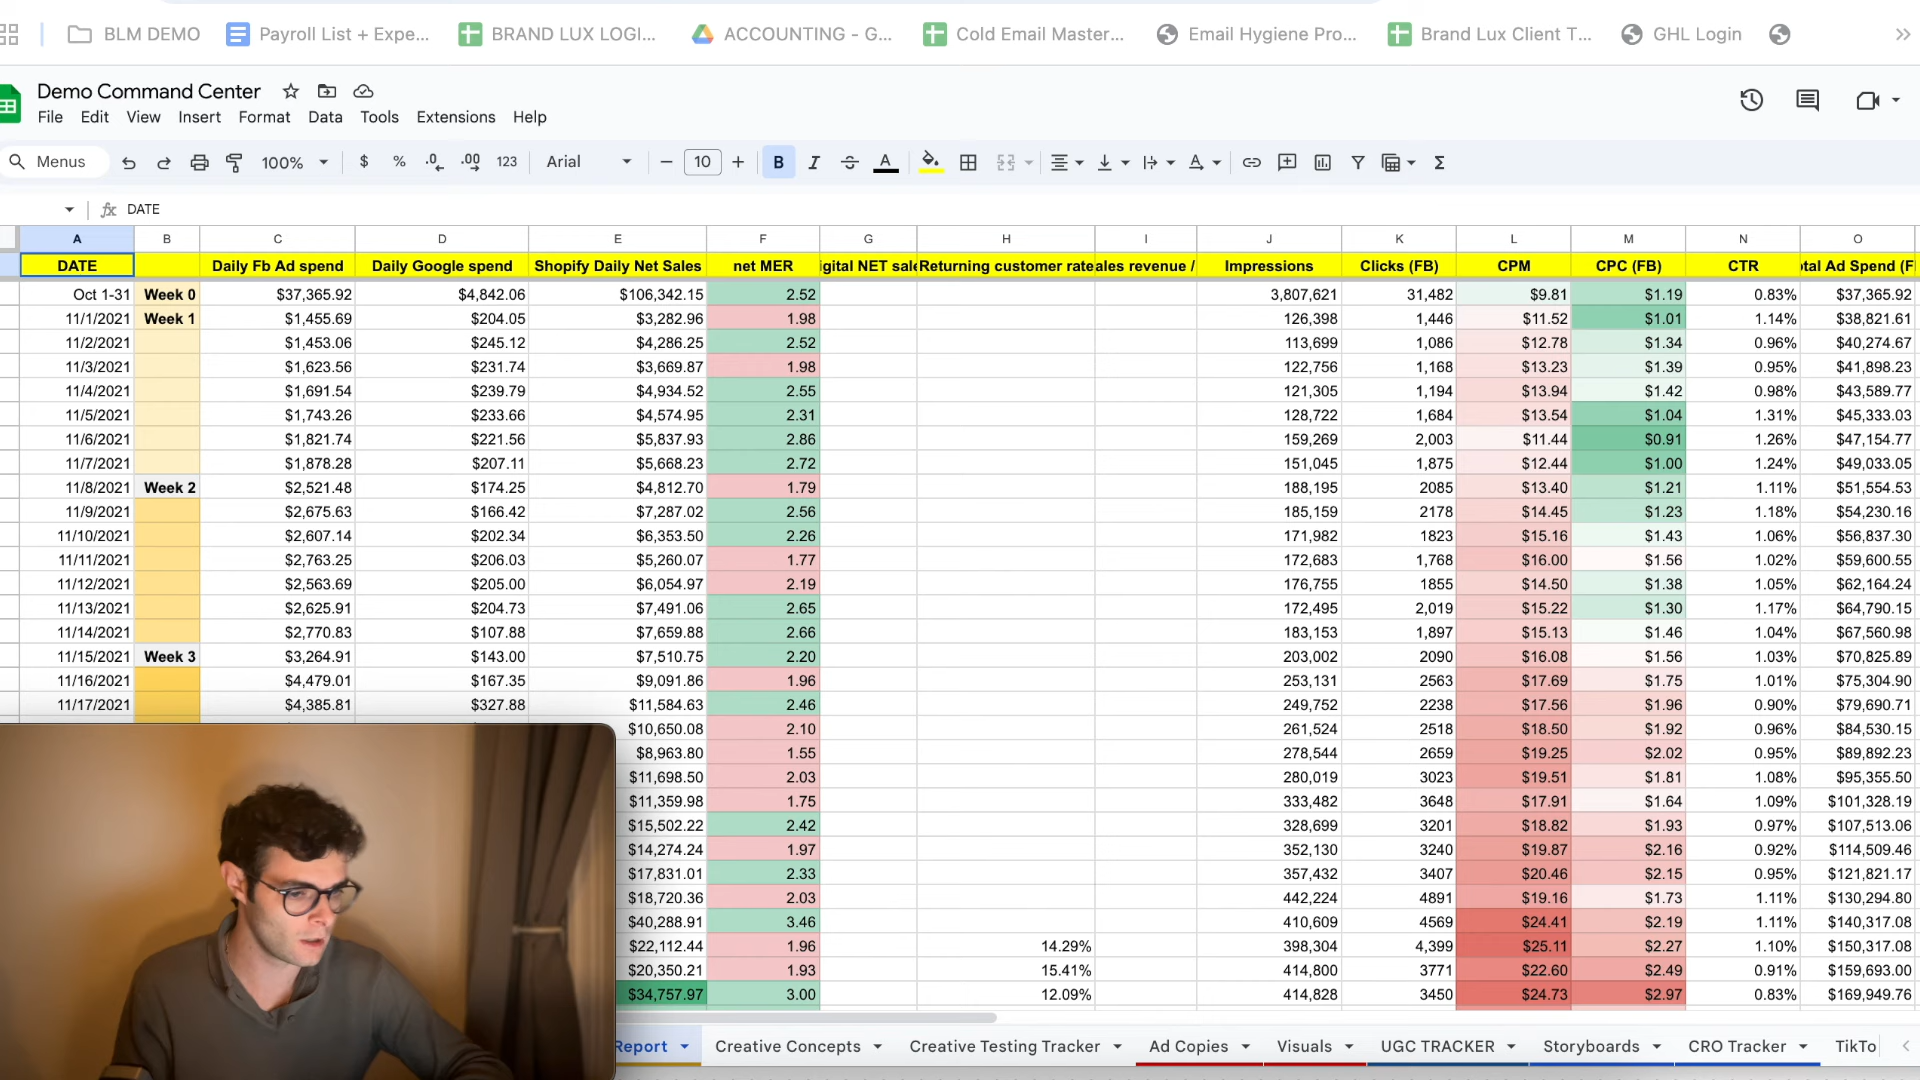 BLM DEMO Payroll List + Expe... BRAND LUX LOGI... ACCOUNTING - G... Cold Email Master... Email Hygiene Pro... Brand Lux Client T... GHL Login
Demo Command Center
File Edit View Insert Format Data Tools Extensions Help
Menus 100% $ % .0 .00 123 Arial 10 B I S A A Σ
fx DATE
A B C D E F G H I J K L M N O
DATE Daily Fb Ad spend Daily Google spend Shopify Daily Net Sales net MER igital NET sale Returning customer rate ales revenue / Impressions Clicks (FB) CPM CPC (FB) CTR tal Ad Spend (F
Oct 1-31 Week 0 $37,365.92 $4,842.06 $106,342.15 2.52 3,807,621 31,482 $9.81 $1.19 0.83% $37,365.92
11/1/2021 Week 1 $1,455.69 $204.05 $3,282.96 1.98 126,398 1,446 $11.52 $1.01 1.14% $38,821.61
11/2/2021 $1,453.06 $245.12 $4,286.25 2.52 113,699 1,086 $12.78 $1.34 0.96% $40,274.67
11/3/2021 $1,623.56 $231.74 $3,669.87 1.98 122,756 1,168 $13.23 $1.39 0.95% $41,898.23
11/4/2021 $1,691.54 $239.79 $4,934.52 2.55 121,305 1,194 $13.94 $1.42 0.98% $43,589.77
11/5/2021 $1,743.26 $233.66 $4,574.95 2.31 128,722 1,684 $13.54 $1.04 1.31% $45,333.03
11/6/2021 $1,821.74 $221.56 $5,837.93 2.86 159,269 2,003 $11.44 $0.91 1.26% $47,154.77
11/7/2021 $1,878.28 $207.11 $5,668.23 2.72 151,045 1,875 $12.44 $1.00 1.24% $49,033.05
11/8/2021 Week 2 $2,521.48 $174.25 $4,812.70 1.79 188,195 2085 $13.40 $1.21 1.11% $51,554.53
11/9/2021 $2,675.63 $166.42 $7,287.02 2.56 185,159 2178 $14.45 $1.23 1.18% $54,230.16
11/10/2021 $2,607.14 $202.34 $6,353.50 2.26 171,982 1823 $15.16 $1.43 1.06% $56,837.30
11/11/2021 $2,763.25 $206.03 $5,260.07 1.77 172,683 1,768 $16.00 $1.56 1.02% $59,600.55
11/12/2021 $2,563.69 $205.00 $6,054.97 2.19 176,755 1855 $14.50 $1.38 1.05% $62,164.24
11/13/2021 $2,625.91 $204.73 $7,491.06 2.65 172,495 2,019 $15.22 $1.30 1.17% $64,790.15
11/14/2021 $2,770.83 $107.88 $7,659.88 2.66 183,153 1,897 $15.13 $1.46 1.04% $67,560.98
11/15/2021 Week 3 $3,264.91 $143.00 $7,510.75 2.20 203,002 2090 $16.08 $1.56 1.03% $70,825.89
11/16/2021 $4,479.01 $167.35 $9,091.86 1.96 253,131 2563 $17.69 $1.75 1.01% $75,304.90
11/17/2021 $4,385.81 $327.88 $11,584.63 2.46 249,752 2238 $17.56 $1.96 0.90% $79,690.71
$10,650.08 2.10 261,524 2518 $18.50 $1.92 0.96% $84,530.15
$8,963.80 1.55 278,544 2659 $19.25 $2.02 0.95% $89,892.23
$11,698.50 2.03 280,019 3023 $19.51 $1.81 1.08% $95,355.50
$11,359.98 1.75 333,482 3648 $17.91 $1.64 1.09% $101,328.19
$15,502.22 2.42 328,699 3201 $18.82 $1.93 0.97% $107,513.06
$14,274.24 1.97 352,130 3240 $19.87 $2.16 0.92% $114,509.46
$17,831.01 2.33 357,432 3407 $20.46 $2.15 0.95% $121,821.17
$18,720.36 2.03 442,224 4891 $19.16 $1.73 1.11% $130,294.80
$40,288.91 3.46 410,609 4569 $24.41 $2.19 1.11% $140,317.08
$22,112.44 1.96 14.29% 398,304 4,399 $25.11 $2.27 1.10% $150,317.08
$20,350.21 1.93 15.41% 414,800 3771 $22.60 $2.49 0.91% $159,693.00
$34,757.97 3.00 12.09% 414,828 3450 $24.73 $2.97 0.83% $169,949.76
Report Creative Concepts Creative Testing Tracker Ad Copies Visuals UGC TRACKER Storyboards CRO Tracker TikTo